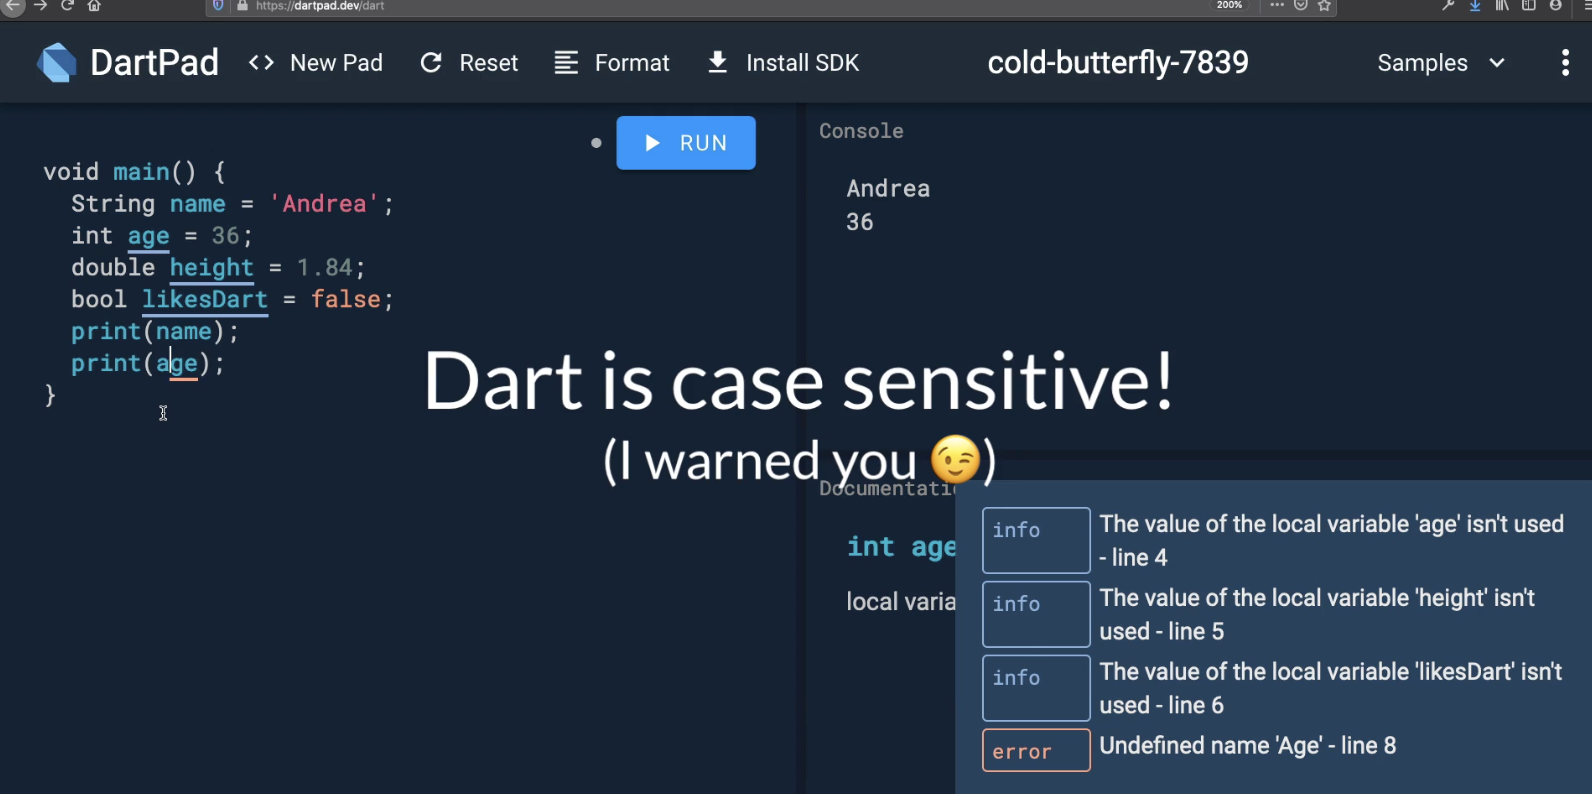 https://dartpad.dev/dart
200%
DartPad
<> New Pad
Reset
Format
Install SDK
cold-butterfly-7839
Samples
RUN
void main() {
  String name = 'Andrea';
  int age = 36;
  double height = 1.84;
  bool likesDart = false;
  print(name);
  print(age);
}
Console
Andrea
36
Dart is case sensitive!
(I warned you 😉)
int age
local
info
The value of the local variable 'age' isn't used
- line 4
info
The value of the local variable 'height' isn't
used - line 5
info
The value of the local variable 'likesDart' isn't
used - line 6
error
Undefined name 'Age' - line 8